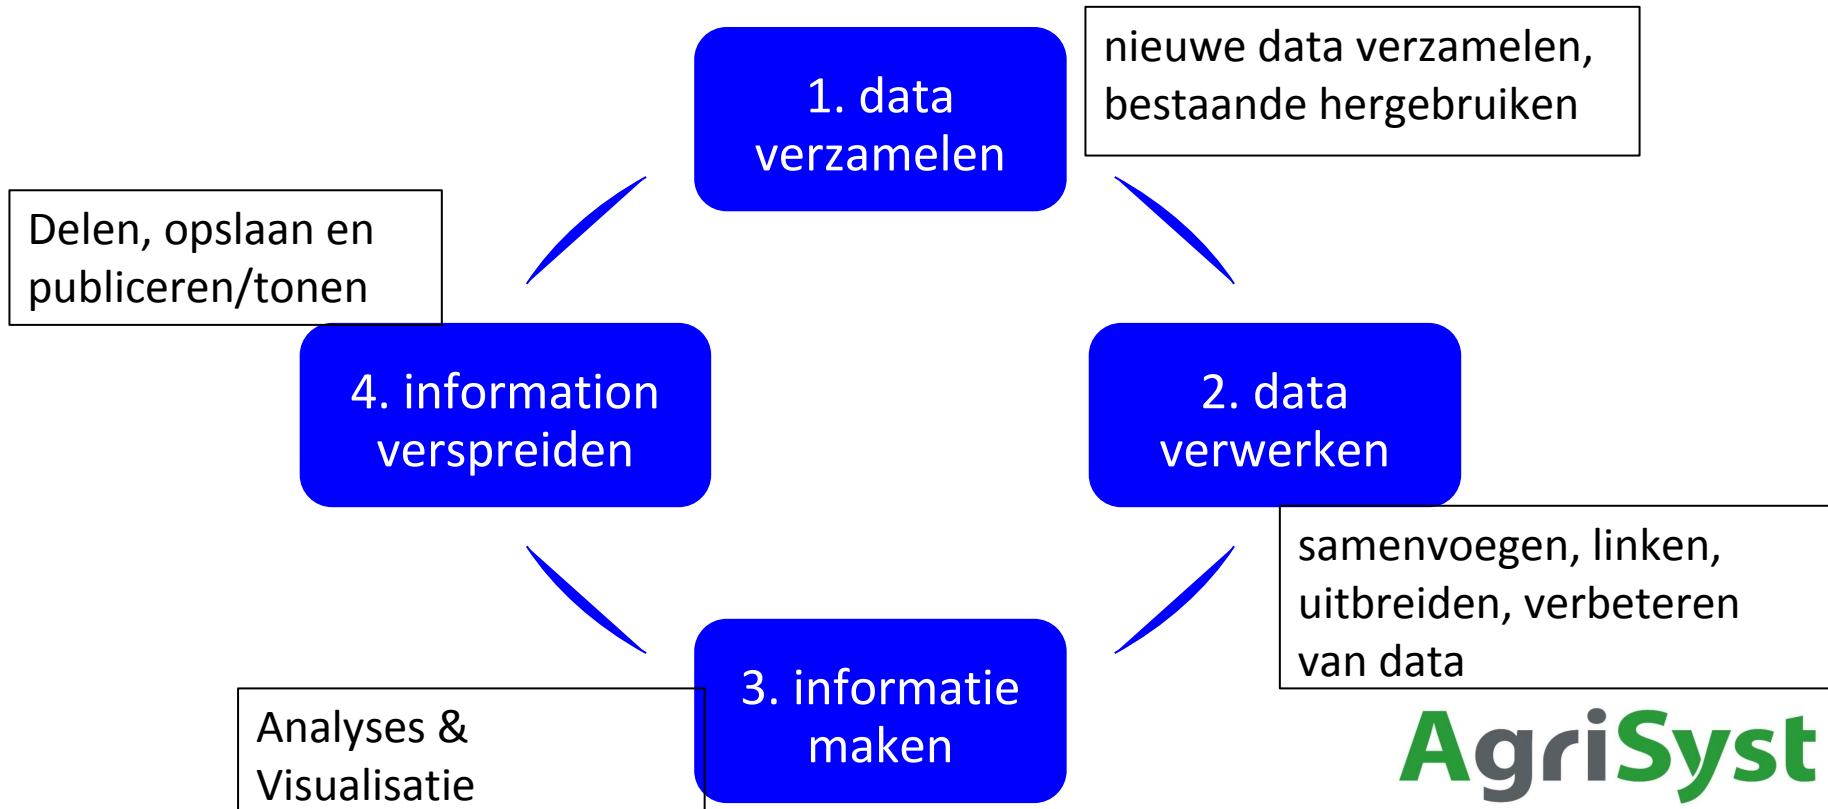 1. data
verzamelen
nieuwe data verzamelen,
bestaande hergebruiken
2. data
verwerken
samenvoegen, linken,
uitbreiden, verbeteren
van data
3. informatie
maken
Analyses &
Visualisatie
4. information
verspreiden
Delen, opslaan en
publiceren/tonen
AgriSyst